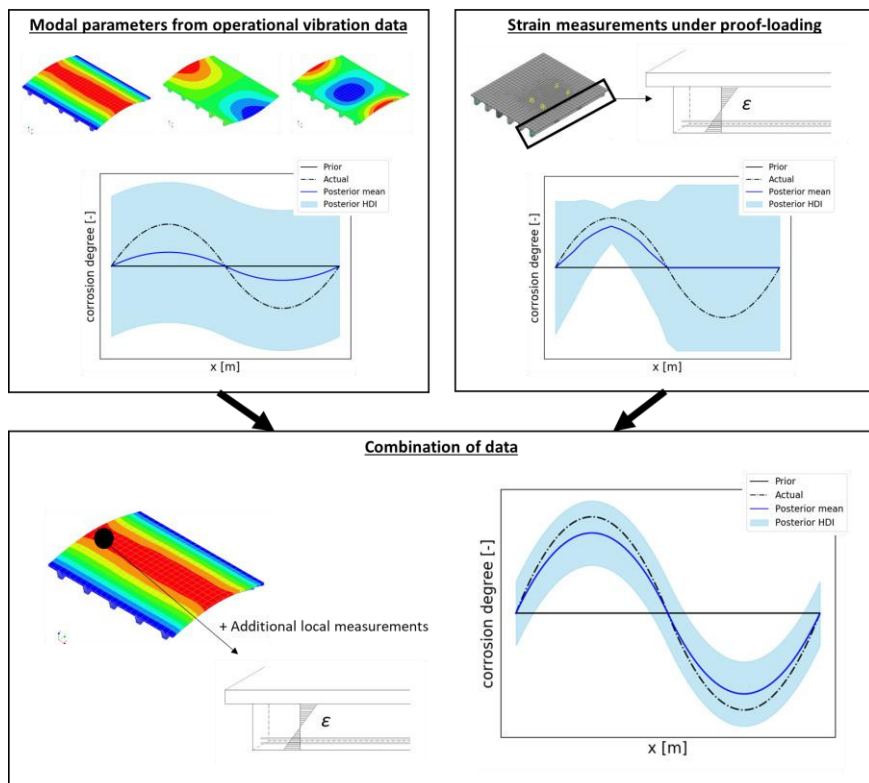 Modal parameters from operational vibration data
Prior
Actual
Posterior mean
Posterior HDI
corrosion degree [-]
x [m]
Strain measurements under proof-loading
ε
Prior
Actual
Posterior mean
Posterior HDI
corrosion degree [-]
x [m]
Combination of data
+ Additional local measurements
ε
Prior
Actual
Posterior mean
Posterior HDI
corrosion degree [-]
x [m]